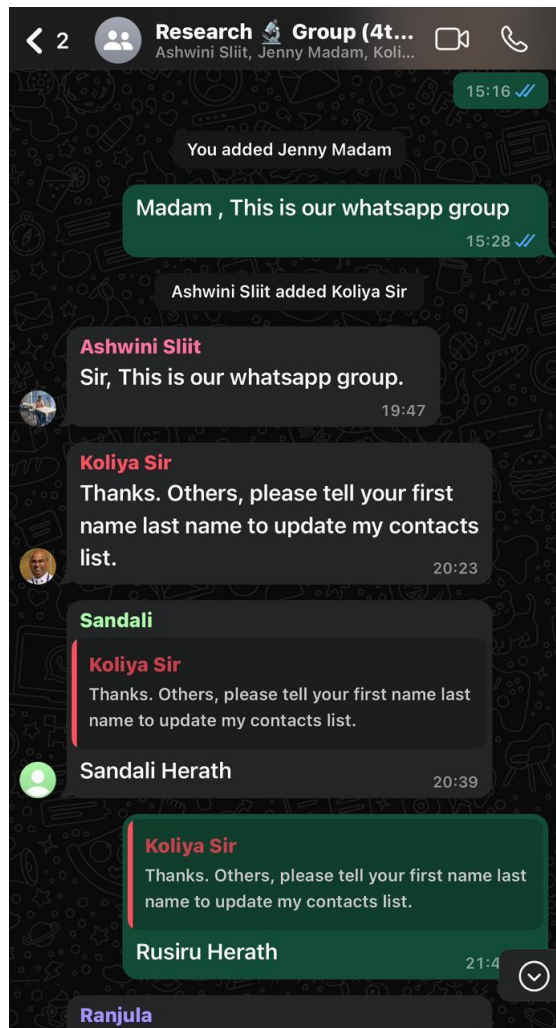 2
Research 🔬 Group (4t...
Ashwini Sliit, Jenny Madam, Koli...
15:16
You added Jenny Madam
Madam , This is our whatsapp group
15:28
Ashwini Sliit added Koliya Sir
Ashwini Sliit
Sir, This is our whatsapp group.
19:47
Koliya Sir
Thanks. Others, please tell your first
name last name to update my contacts
list.
20:23
Sandali
Koliya Sir
Thanks. Others, please tell your first name last
name to update my contacts list.
Sandali Herath
20:39
Koliya Sir
Thanks. Others, please tell your first name last
name to update my contacts list.
Rusiru Herath
Ranjula